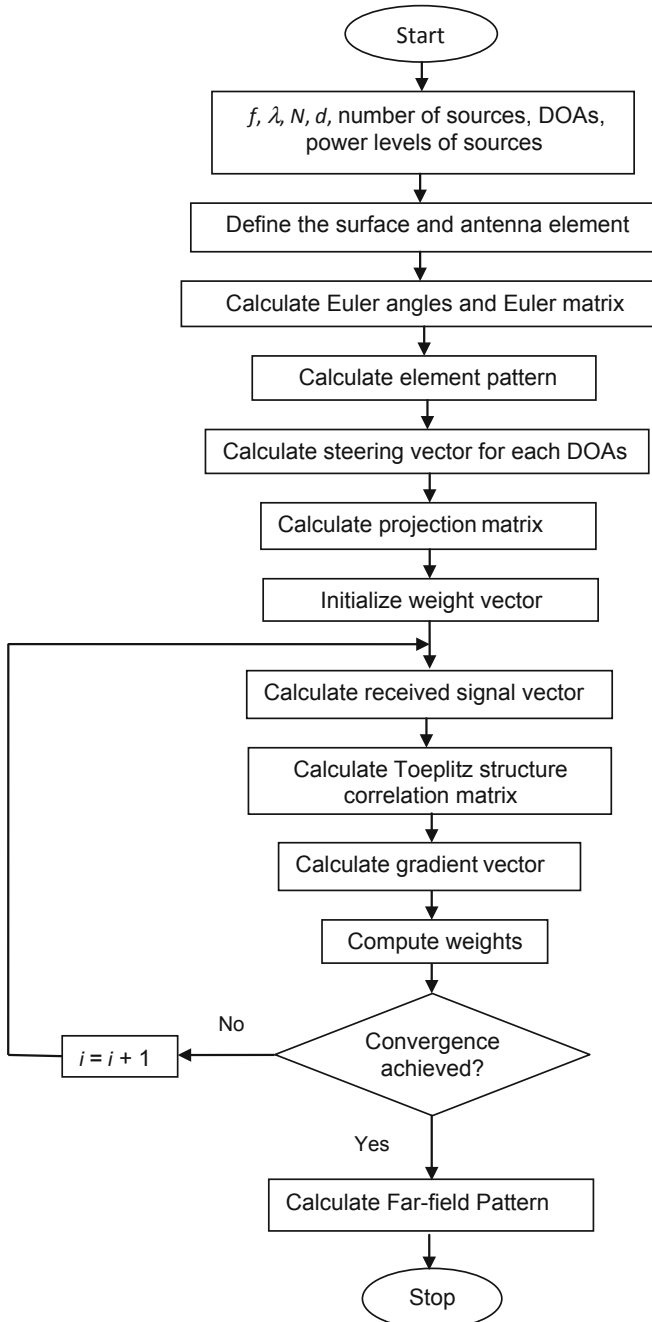 Start
f, λ, N, d, number of sources, DOAs,
power levels of sources
Define the surface and antenna element
Calculate Euler angles and Euler matrix
Calculate element pattern
Calculate steering vector for each DOAs
Calculate projection matrix
Initialize weight vector
Calculate received signal vector
Calculate Toeplitz structure
correlation matrix
Calculate gradient vector
Compute weights
No
i = i + 1
Convergence
achieved?
Yes
Calculate Far-field Pattern
Stop